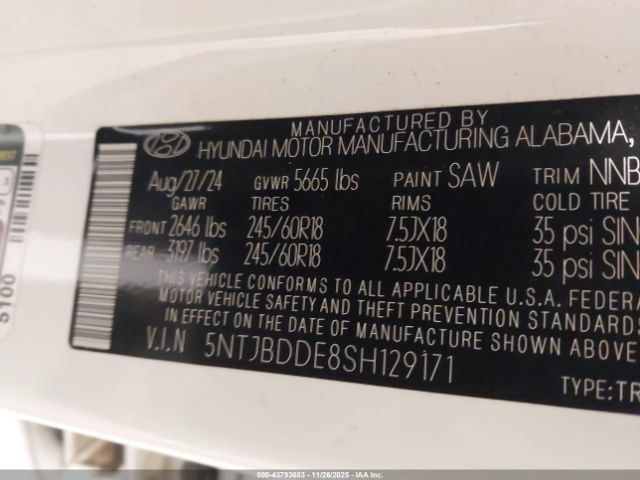 MANUFACTURED BY
HYUNDAI MOTOR MANUFACTURING ALABAMA,
Aug/27/24 GVWR 5665 lbs PAINT SAW TRIM NNB
GAWR TIRES RIMS COLD TIRE
FRONT 2646 lbs 245/60R18 7.5JX18 35 psi SIN
REAR 3197 lbs 245/60R18 7.5JX18 35 psi SIN
THIS VEHICLE CONFORMS TO ALL APPLICABLE U.S.A. FEDERA
MOTOR VEHICLE SAFETY AND THEFT PREVENTION STANDARDS
IN EFFECT ON THE DATE OF MANUFACTURE SHOWN ABOVE
V.I.N 5NTJBDDE8SH129171
TYPE:TR
5100
000-43793683 - 11/26/2025 - IAA Corp.